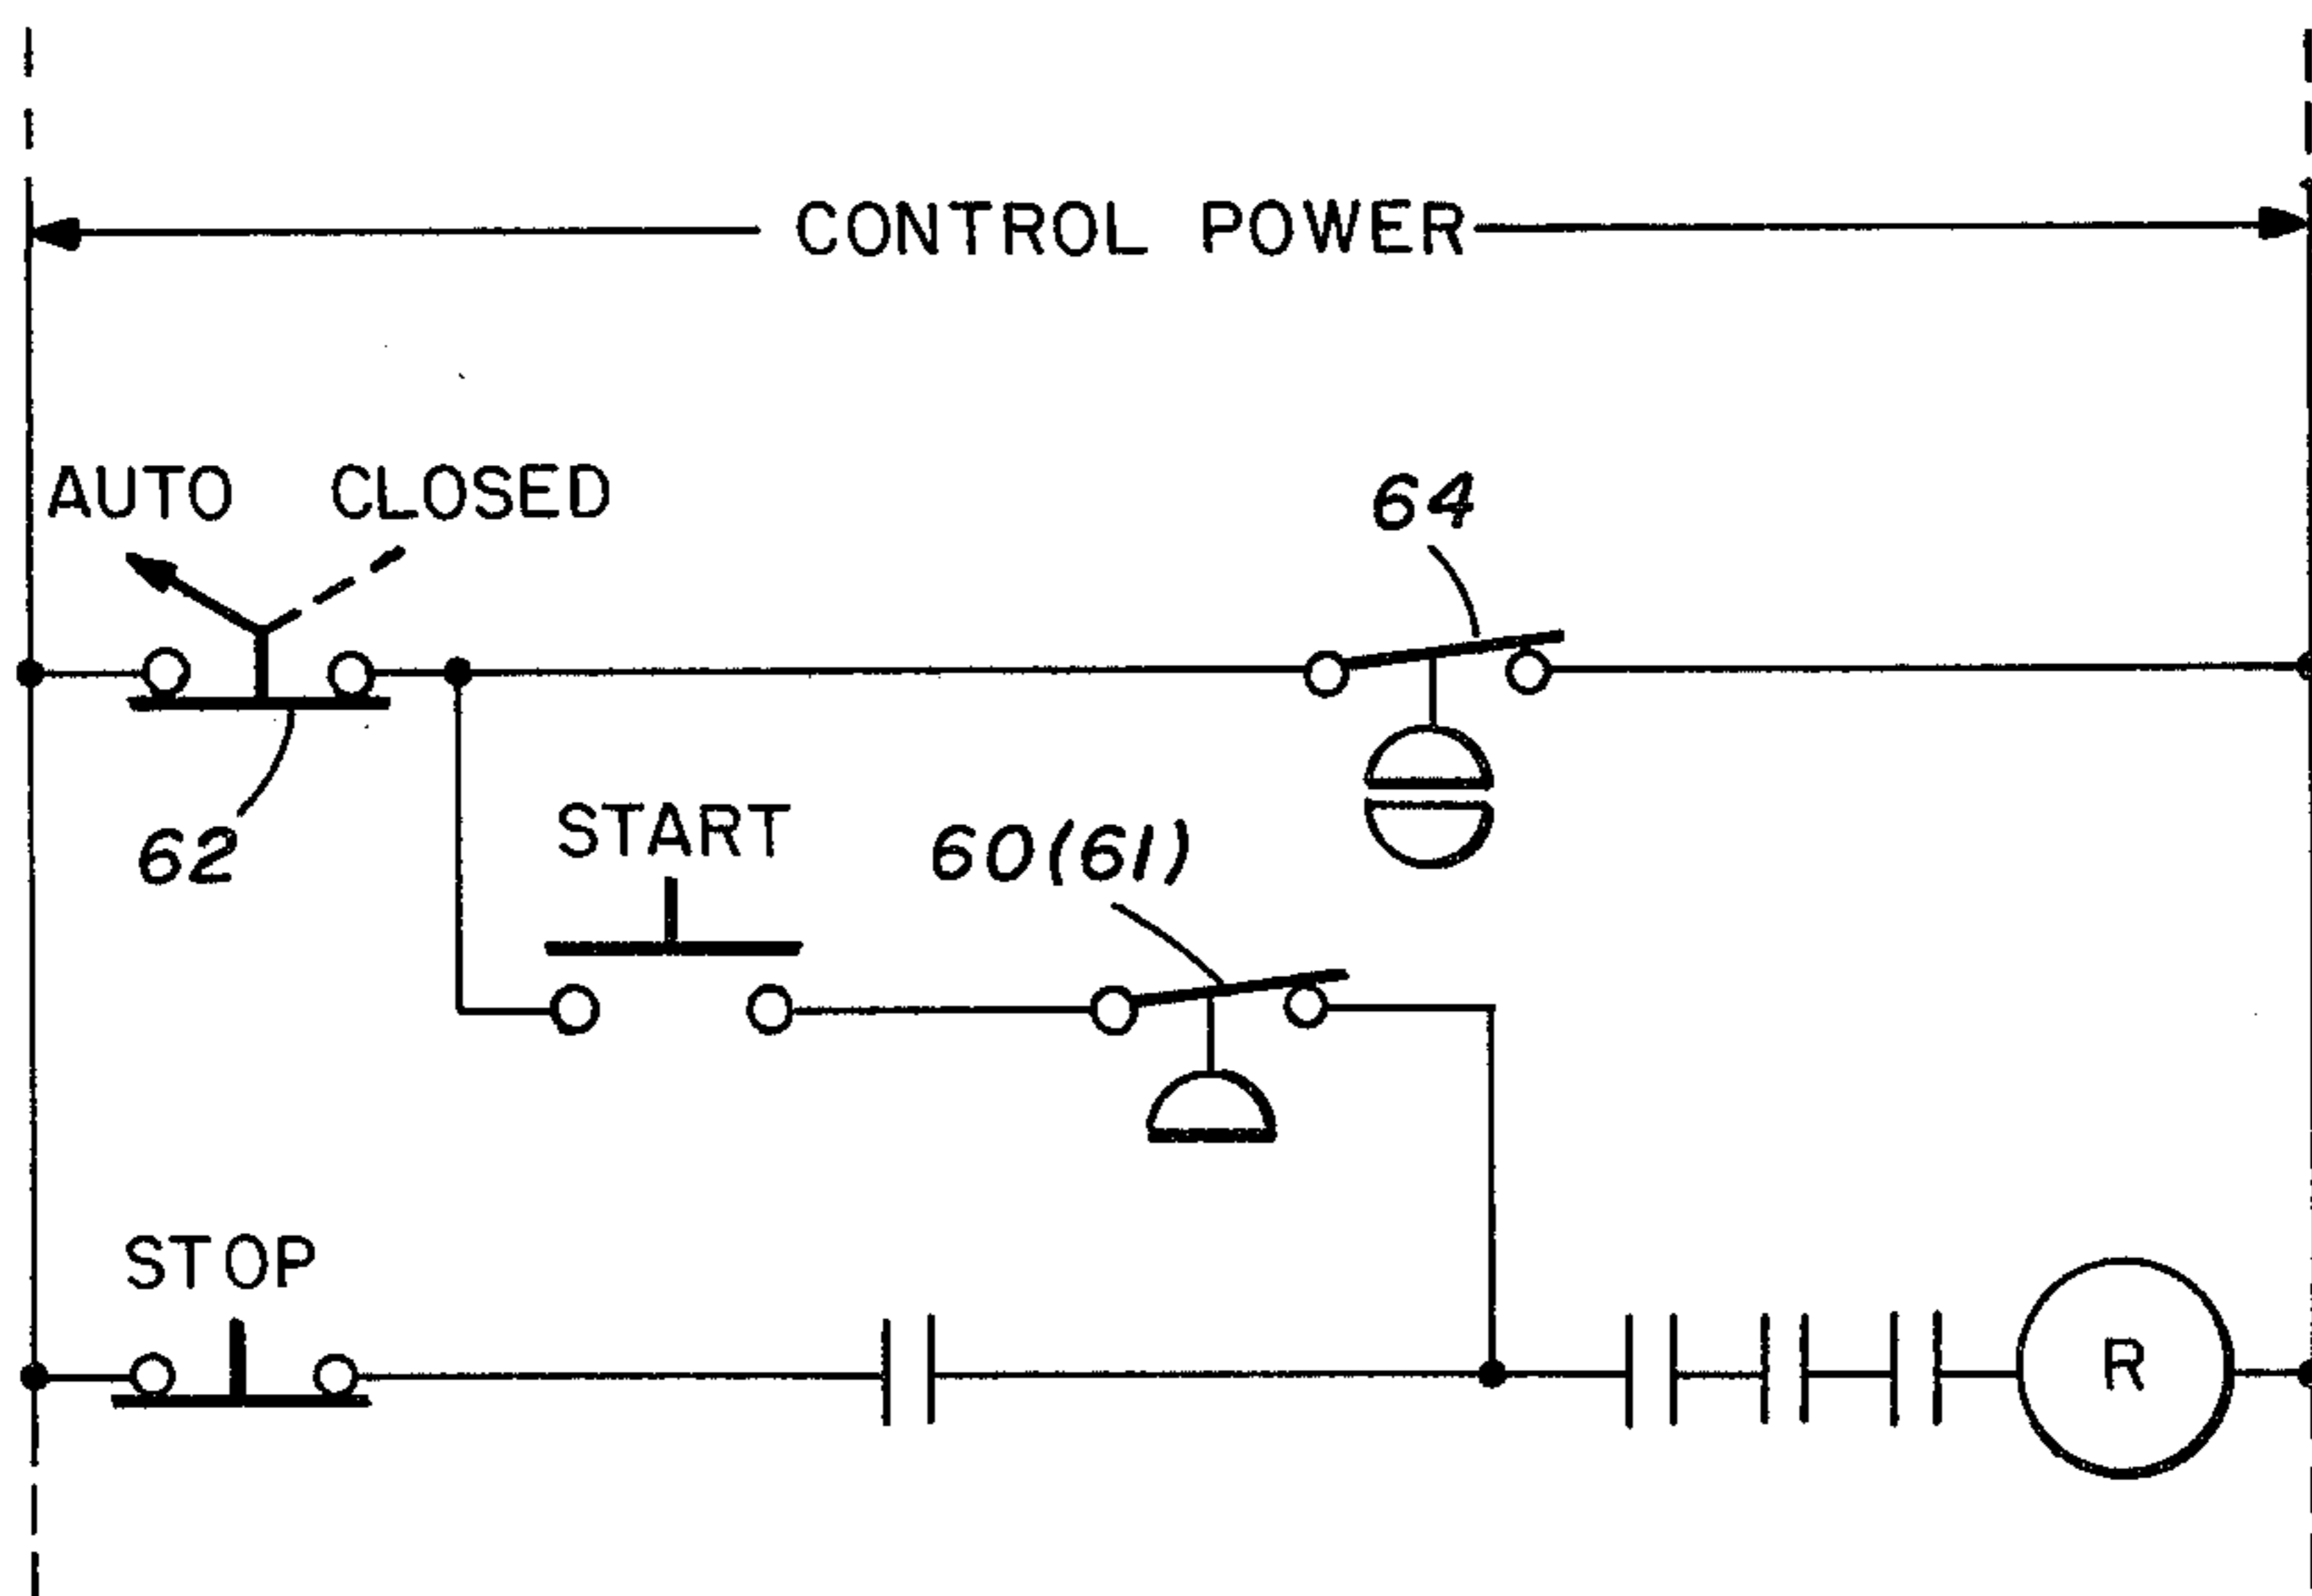 CONTROL POWER
AUTO CLOSED
64
62
START
60(61)
STOP
R